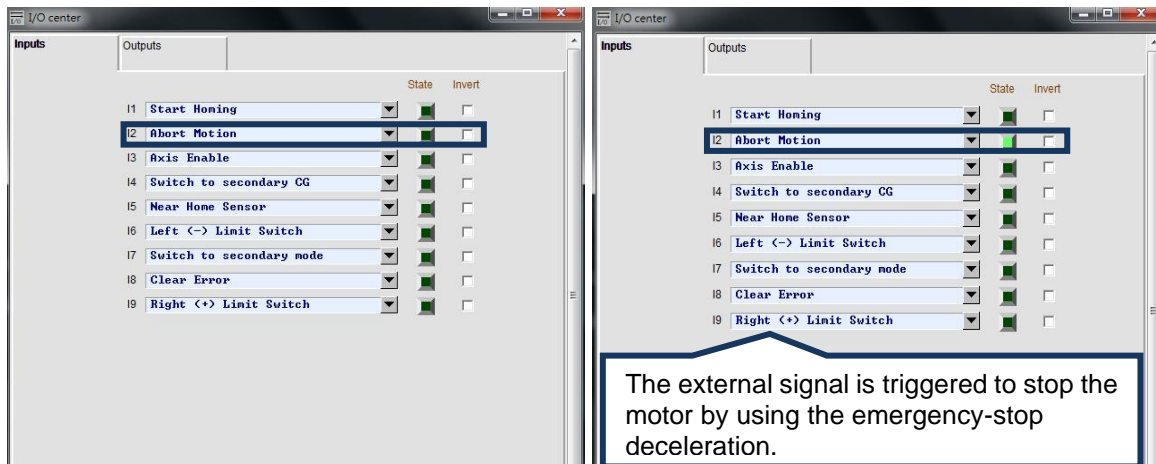 I/O center
Inputs
Outputs
State Invert
I1 Start Homing
I2 Abort Motion
I3 Axis Enable
I4 Switch to secondary CG
I5 Near Home Sensor
I6 Left (-) Limit Switch
I7 Switch to secondary mode
I8 Clear Error
I9 Right (+) Limit Switch
I/O center
Inputs
Outputs
State Invert
I1 Start Homing
I2 Abort Motion
I3 Axis Enable
I4 Switch to secondary CG
I5 Near Home Sensor
I6 Left (-) Limit Switch
I7 Switch to secondary mode
I8 Clear Error
I9 Right (+) Limit Switch
The external signal is triggered to stop the
motor by using the emergency-stop
deceleration.